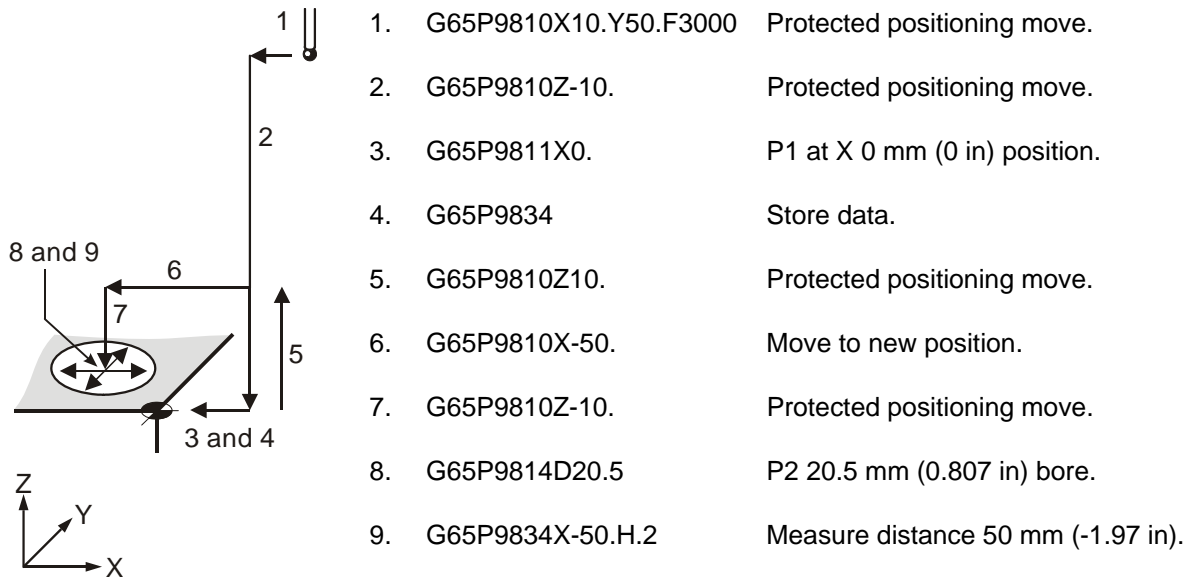 1
1. G65P9810X10.Y50.F3000 Protected positioning move.
2. G65P9810Z-10. Protected positioning move.
2
3. G65P9811X0. P1 at X 0 mm (0 in) position.
4. G65P9834 Store data.
8 and 9
6
5. G65P9810Z10. Protected positioning move.
7
5
6. G65P9810X-50. Move to new position.
3 and 4
7. G65P9810Z-10. Protected positioning move.
8. G65P9814D20.5 P2 20.5 mm (0.807 in) bore.
Z
Y
9. G65P9834X-50.H.2 Measure distance 50 mm (-1.97 in).
X